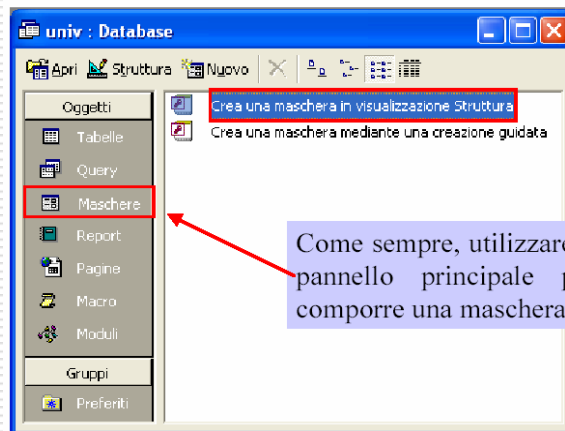 univ : Database
Apri Struttura Nuovo
Oggetti
Tabelle
Query
Maschere
Report
Pagine
Macro
Moduli
Gruppi
Preferiti
Crea una maschera in visualizzazione Struttura
Crea una maschera mediante una creazione guidata
Come sempre,
pannello principale
comporre una maschera